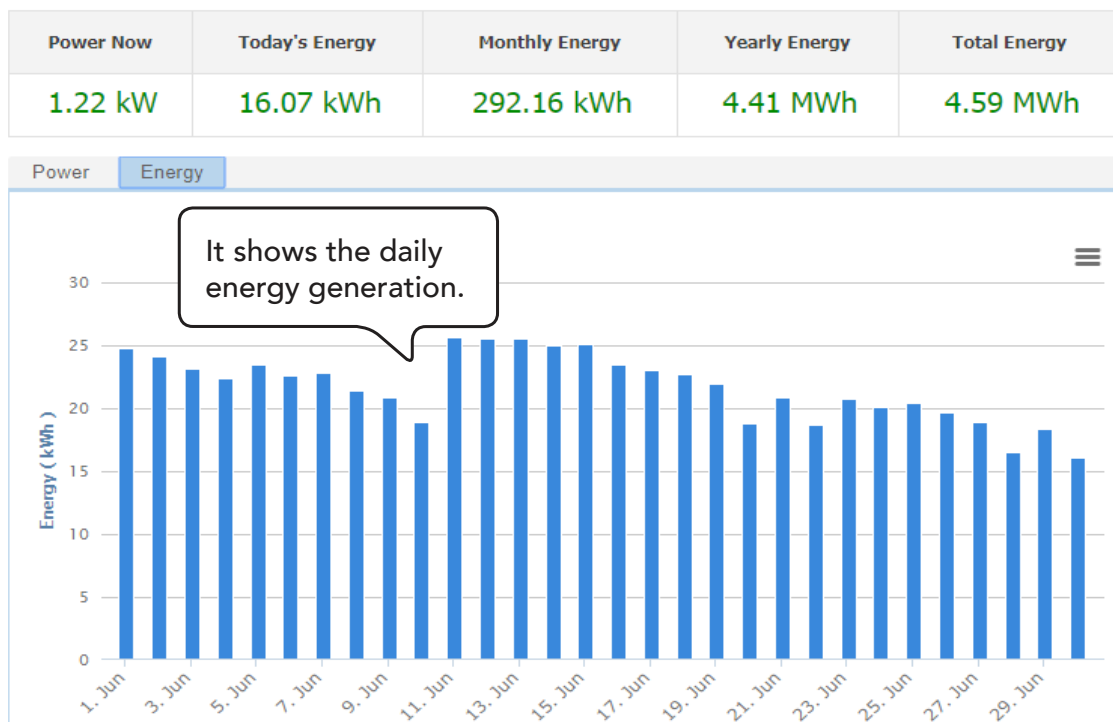 Power Now Today's Energy Monthly Energy Yearly Energy Total Energy
1.22 kW 16.07 kWh 292.16 kWh 4.41 MWh 4.59 MWh
Power Energy
It shows the daily
energy generation.
Energy ( kWh )
30
25
20
15
10
5
0
1. Jun 3. Jun 5. Jun 7. Jun 9. Jun 11. Jun 13. Jun 15. Jun 17. Jun 19. Jun 21. Jun 23. Jun 25. Jun 27. Jun 29. Jun